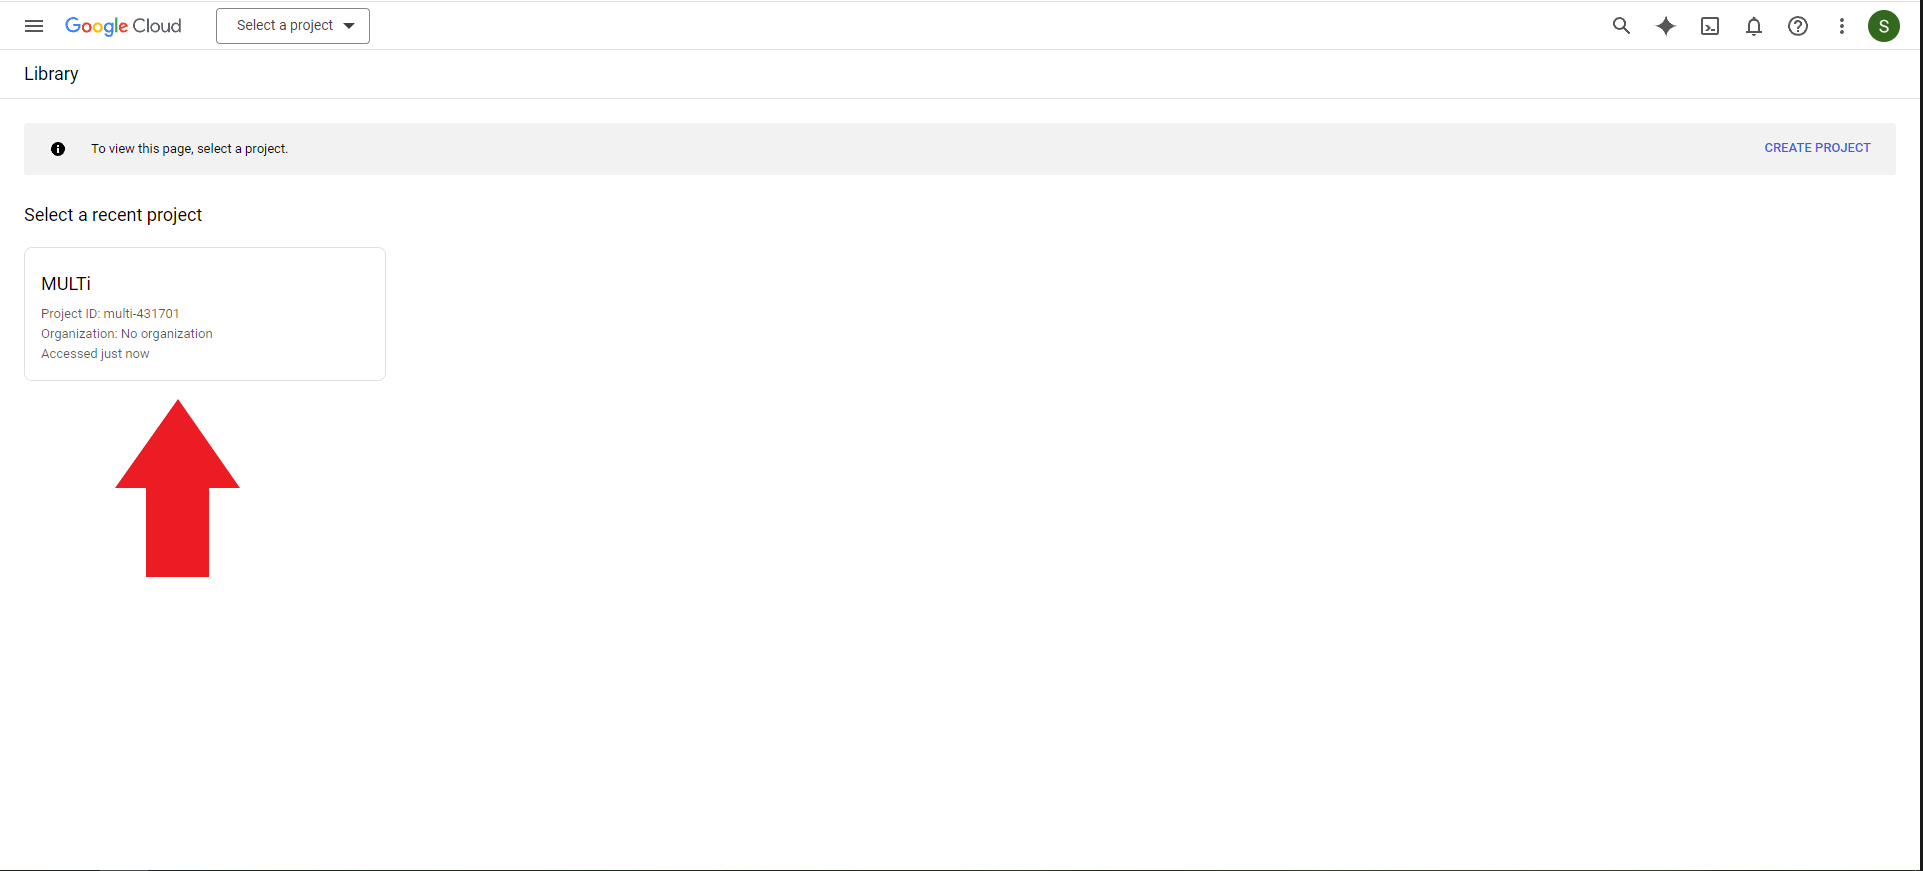 Google Cloud
Select a project
S
Library
To view this page, select a project.
CREATE PROJECT
Select a recent project
MULTi
Project ID: multi-431701
Organization: No organization
Accessed just now